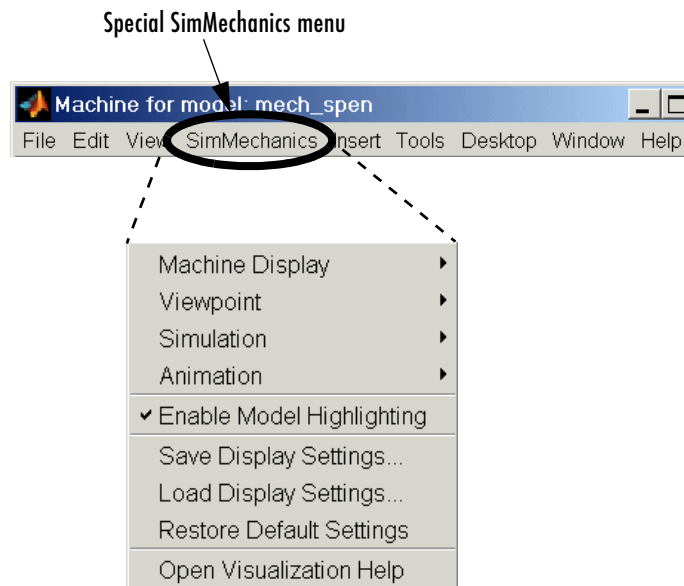 Special SimMechanics menu
Machine for model: mech_spen
File Edit View SimMechanics Insert Tools Desktop Window Help
Machine Display
Viewpoint
Simulation
Animation
Enable Model Highlighting
Save Display Settings...
Load Display Settings...
Restore Default Settings
Open Visualization Help